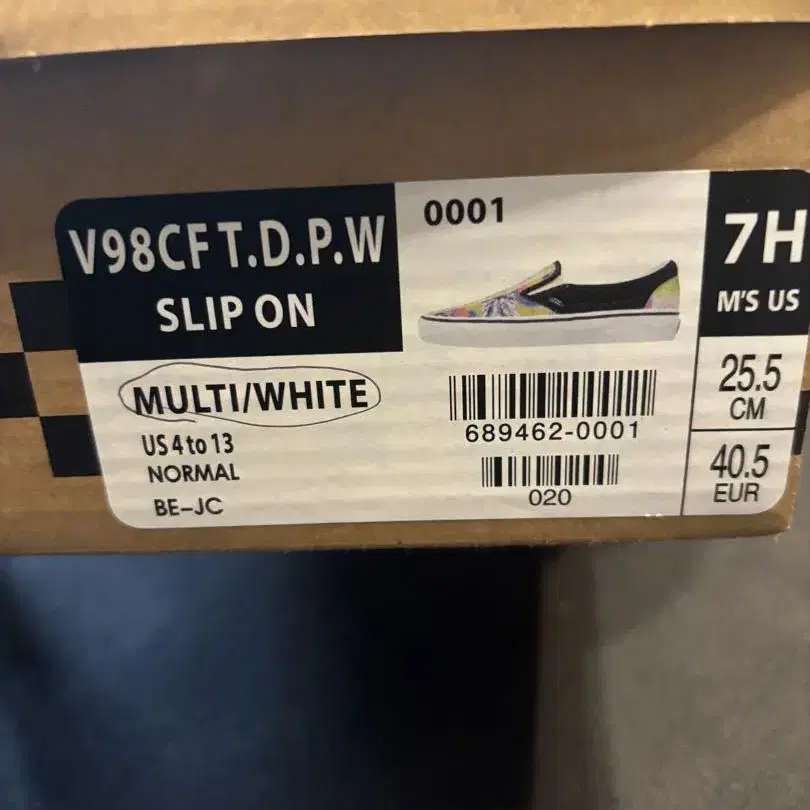 V98CF T.D.P.W
SLIP ON
MULTI/WHITE
US 4 to 13
NORMAL
BE-JC
0001
689462-0001
020
7H
M'S US
25.5
CM
40.5
EUR